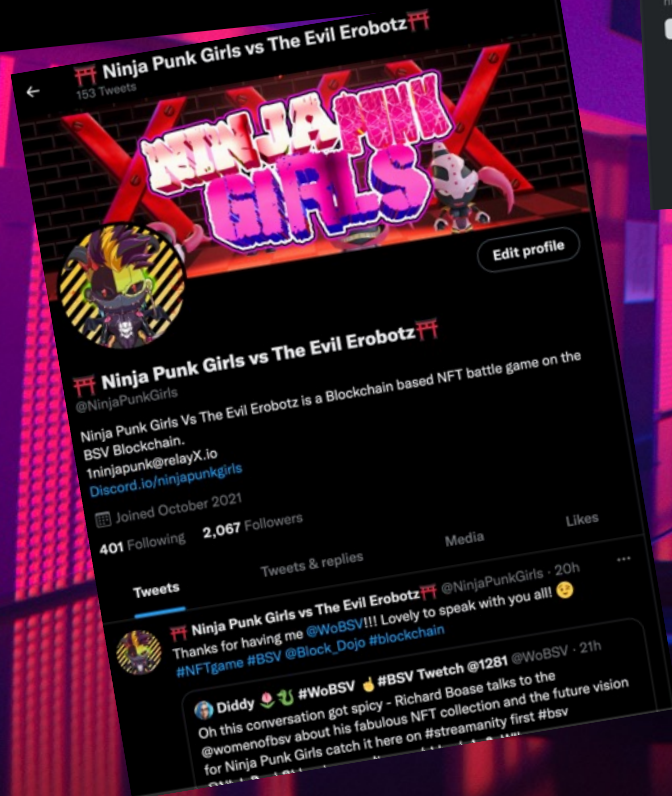 ⛩️ Ninja Punk Girls vs The Evil Erobotz⛩️
153 Tweets
NINJA PUNK
GIRLS
Edit profile
⛩️ Ninja Punk Girls vs The Evil Erobotz⛩️
@NinjaPunkGirls
Ninja Punk Girls Vs The Evil Erobotz is a Blockchain based NFT battle game on the
BSV Blockchain.
1ninjapunk@relayX.io
Discord.io/ninjapunkgirls
Joined October 2021
401 Following 2,067 Followers
Tweets Tweets & replies Media Likes
⛩️ Ninja Punk Girls vs The Evil Erobotz⛩️ @NinjaPunkGirls · 20h
Thanks for having me @WoBSV!!! Lovely to speak with you all! 😉
#NFTgame #BSV @Block_Dojo #blockchain
Diddy 🌷🐉 #WoBSV ☝️#BSV Twetch @1281 @WoBSV · 21h
Oh this conversation got spicy - Richard Boase talks to the
@womenofbsv about his fabulous NFT collection and the future vision
for Ninja Punk Girls catch it here on #streamanity first #bsv